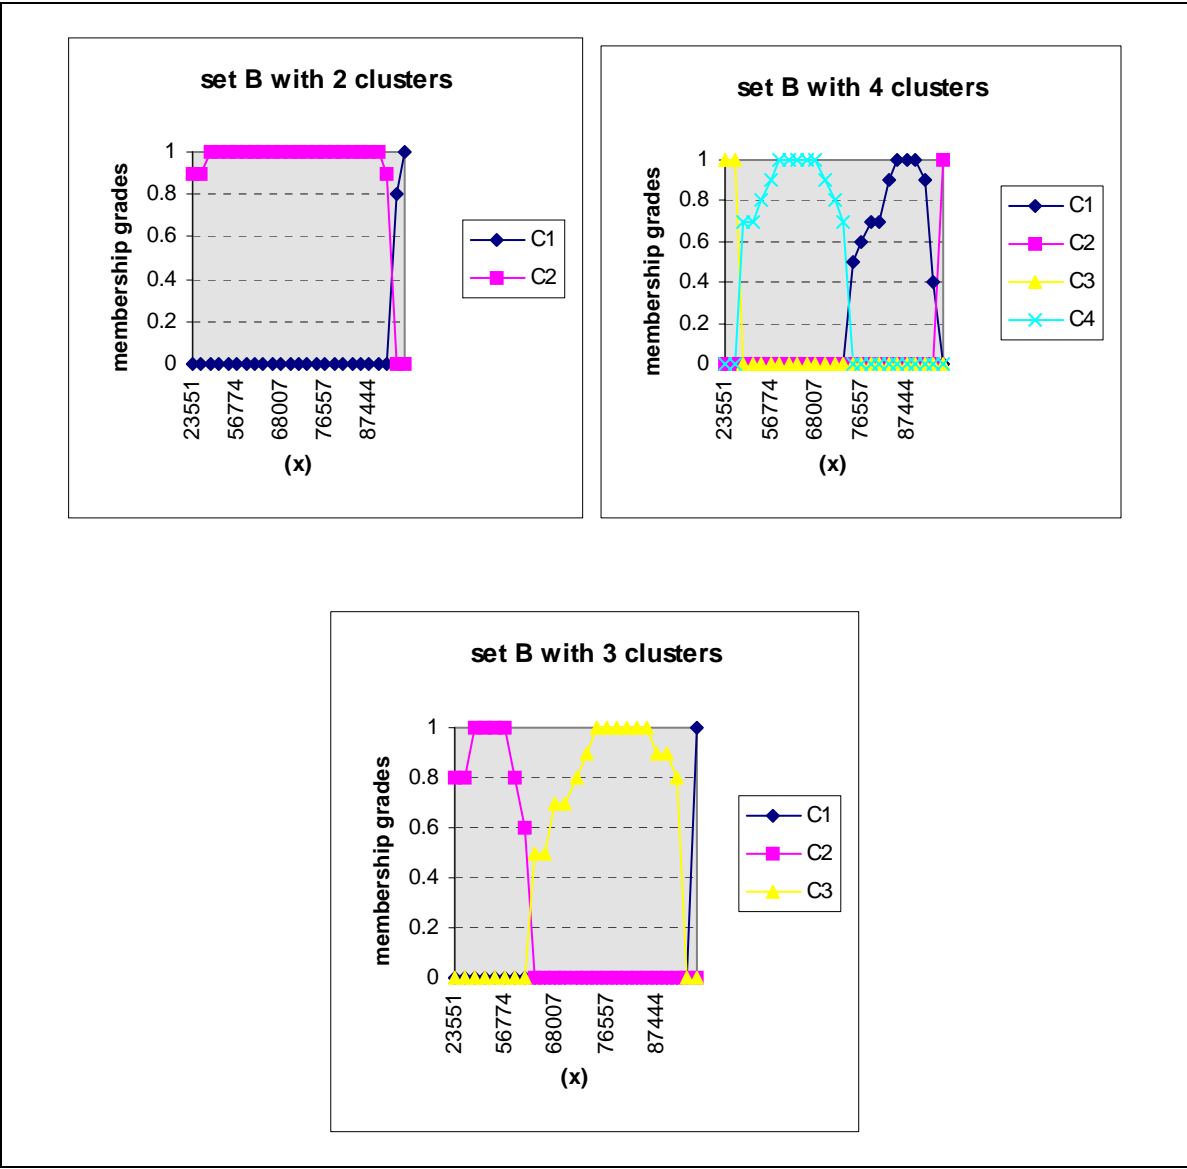 set B with 2 clusters
membership grades
1
0.8
0.6
0.4
0.2
0
23551
56774
68007
76557
87444
(x)
C1
C2
set B with 4 clusters
membership grades
1
0.8
0.6
0.4
0.2
0
23551
56774
68007
76557
87444
(x)
C1
C2
C3
C4
set B with 3 clusters
membership grades
1
0.8
0.6
0.4
0.2
0
23551
56774
68007
76557
87444
(x)
C1
C2
C3